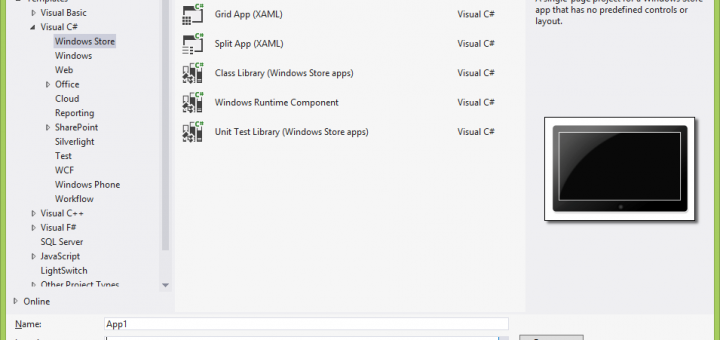 Visual Basic
Visual C#
Windows Store
Windows
Web
Office
Cloud
Reporting
SharePoint
Silverlight
Test
WCF
Windows Phone
Workflow
Visual C++
Visual F#
SQL Server
JavaScript
LightSwitch
Other Project Types
Online
Grid App (XAML) Visual C#
Split App (XAML) Visual C#
Class Library (Windows Store apps) Visual C#
Windows Runtime Component Visual C#
Unit Test Library (Windows Store apps) Visual C#
A single-page project for a Windows Store
app that has no predefined controls or
layout.
Name: App1